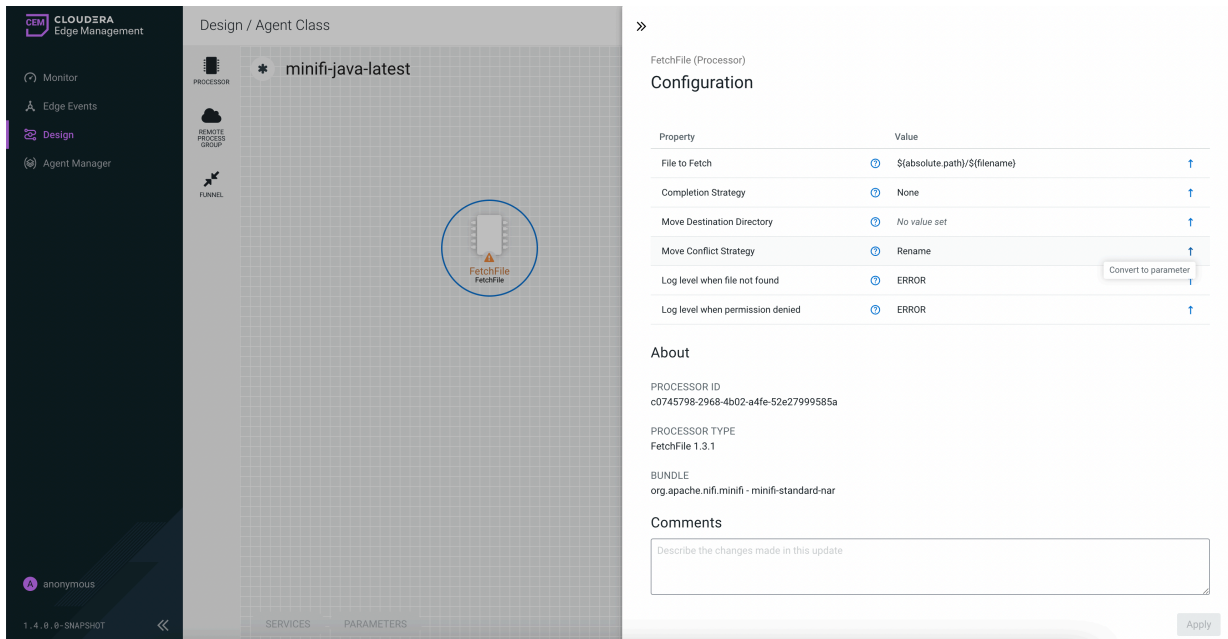 CEM CLOUDERA
Edge Management
Monitor
Edge Events
Design
Agent Manager
A anonymous
1.4.0.0-SNAPSHOT
Design / Agent Class
PROCESSOR
REMOTE
PROCESS
GROUP
FUNNEL
minifi-java-latest
FetchFile
FetchFile
SERVICES PARAMETERS
FetchFile (Processor)
Configuration
Property Value
File to Fetch ${absolute.path}/${filename}
Completion Strategy None
Move Destination Directory No value set
Move Conflict Strategy Rename
Convert to parameter
Log level when file not found ERROR
Log level when permission denied ERROR
About
PROCESSOR ID
c0745798-2968-4b02-a4fe-52e27999585a
PROCESSOR TYPE
FetchFile 1.3.1
BUNDLE
org.apache.nifi.minifi - minifi-standard-nar
Comments
Describe the changes made in this update
Apply